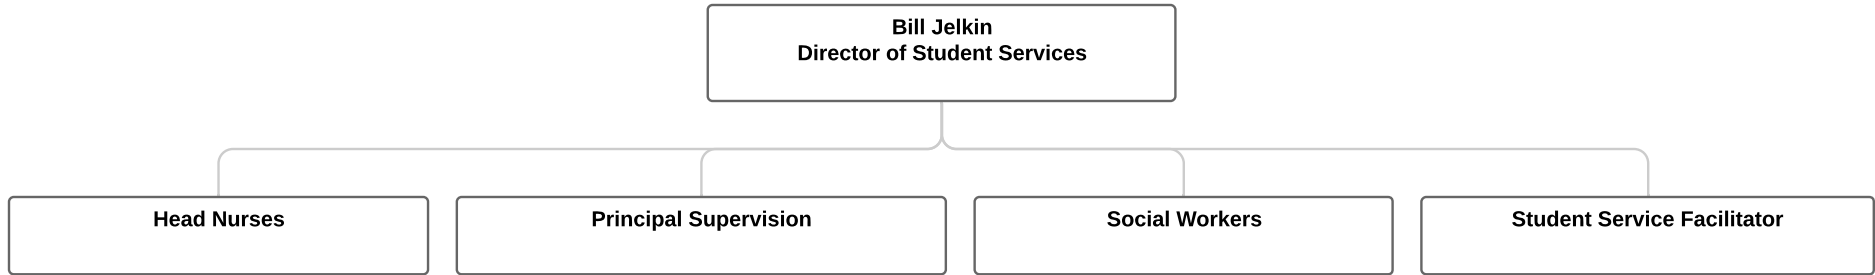 Bill Jelkin
Director of Student Services
Head Nurses
Principal Supervision
Social Workers
Student Service Facilitator